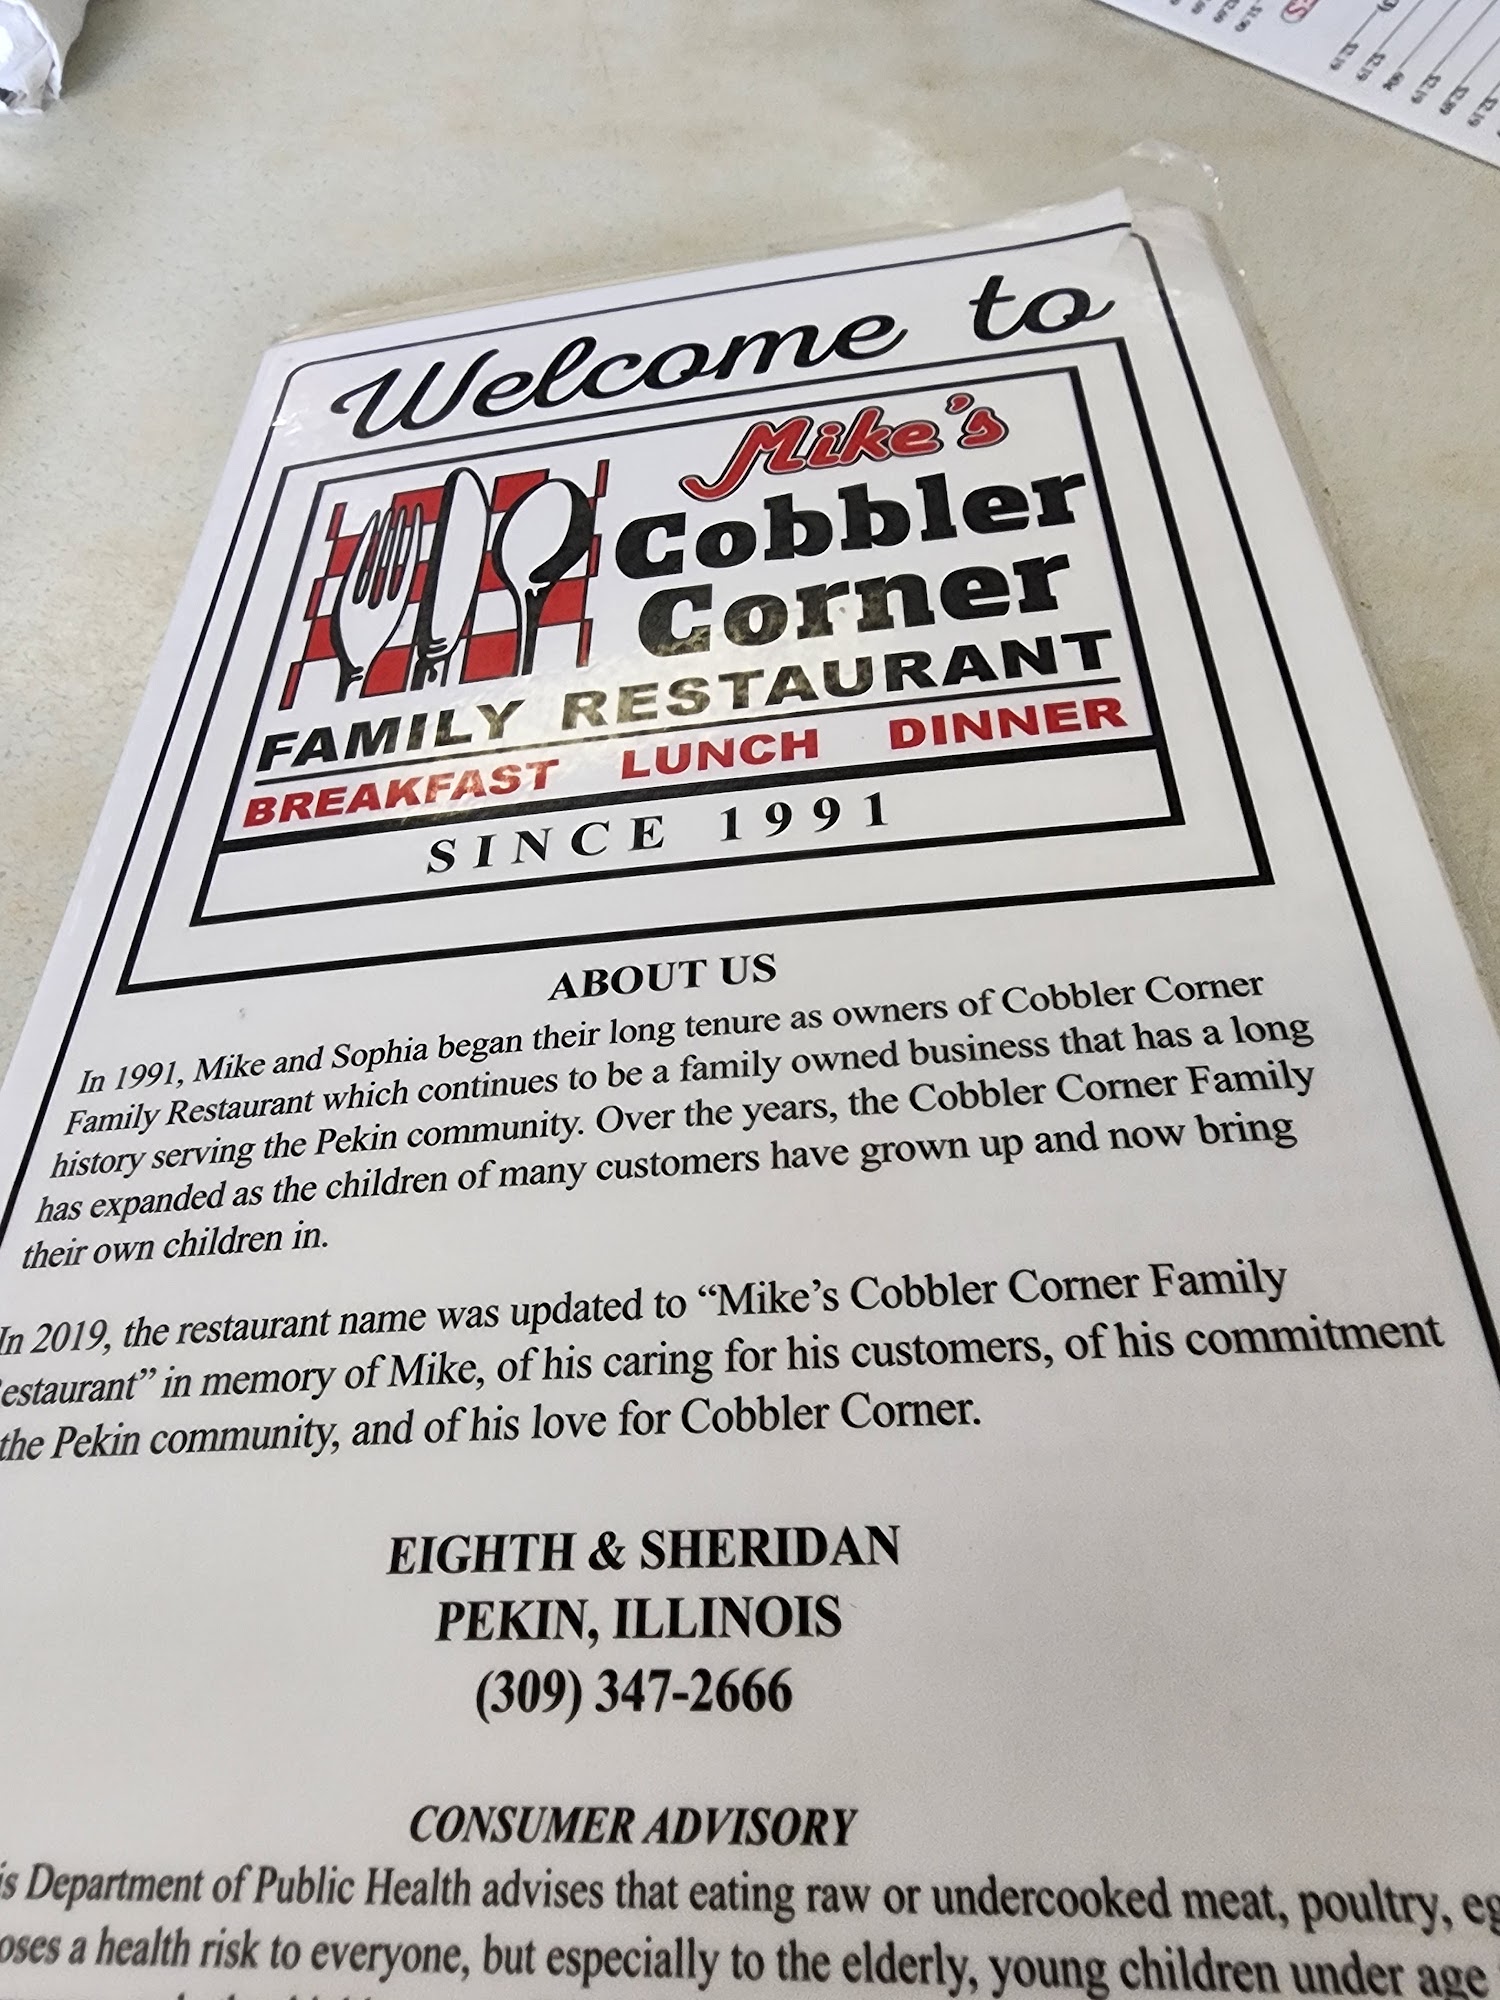 Welcome to
Mike's
Cobbler
Corner
FAMILY RESTAURANT
BREAKFAST LUNCH DINNER
SINCE 1991
ABOUT US
In 1991, Mike and Sophia began their long tenure as owners of Cobbler Corner
Family Restaurant which continues to be a family owned business that has a long
history serving the Pekin community. Over the years, the Cobbler Corner Family
has expanded as the children of many customers have grown up and now bring
their own children in.
In 2019, the restaurant name was updated to “Mike’s Cobbler Corner Family
estaurant” in memory of Mike, of his caring for his customers, of his commitment
the Pekin community, and of his love for Cobbler Corner.
EIGHTH & SHERIDAN
PEKIN, ILLINOIS
(309) 347-2666
CONSUMER ADVISORY
is Department of Public Health advises that eating raw or undercooked meat, poultry, eg
oses a health risk to everyone, but especially to the elderly, young children under age